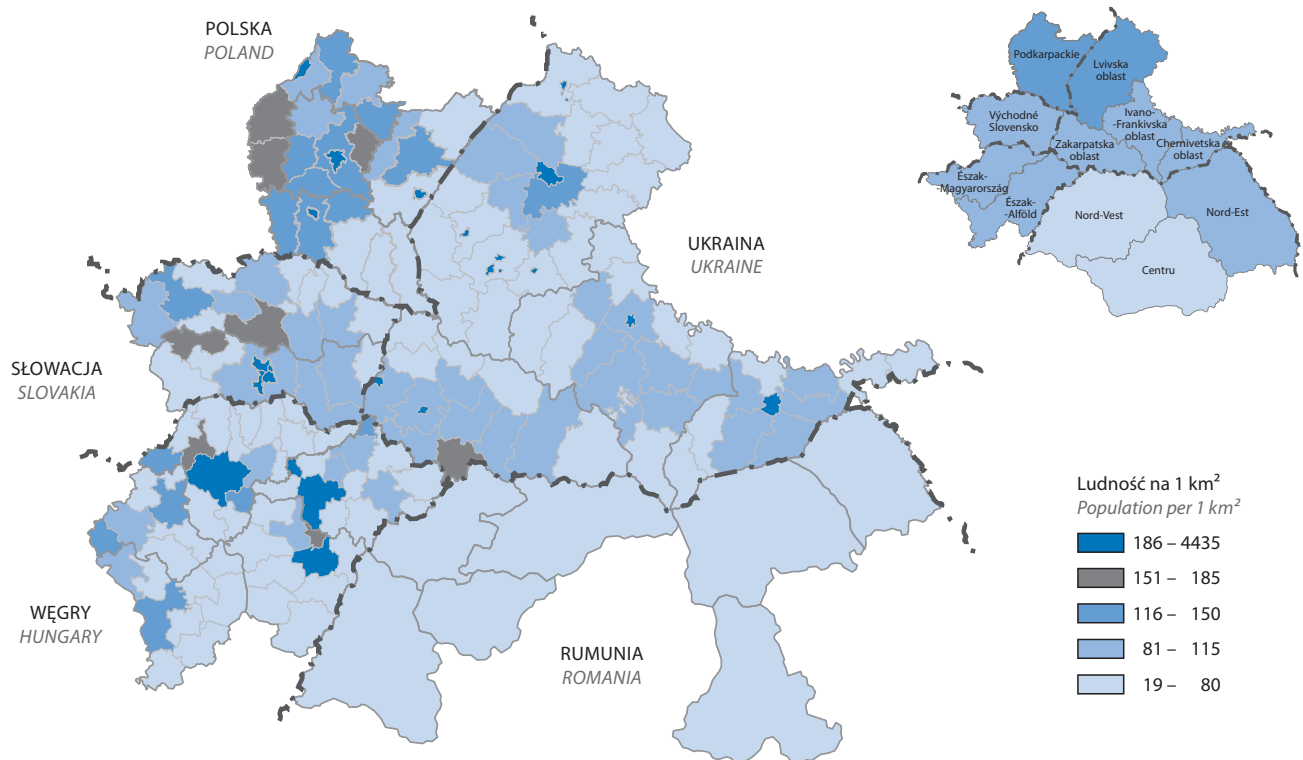 POLSKA
POLAND
UKRAINA
UKRAINE
SŁOWACJA
SLOVAKIA
WĘGRY
HUNGARY
RUMUNIA
ROMANIA
Podkarpackie
Lvivska
oblast
Východné
Slovensko
Ivano-
-Frankivska
oblast
Zakarpatska
oblast
Chernivetska
oblast
Észak-
-Magyarország
Észak-
-Alföld
Nord-Vest
Nord-Est
Centru
Ludność na 1 km²
Population per 1 km²
186 – 4435
151 – 185
116 – 150
81 – 115
19 – 80